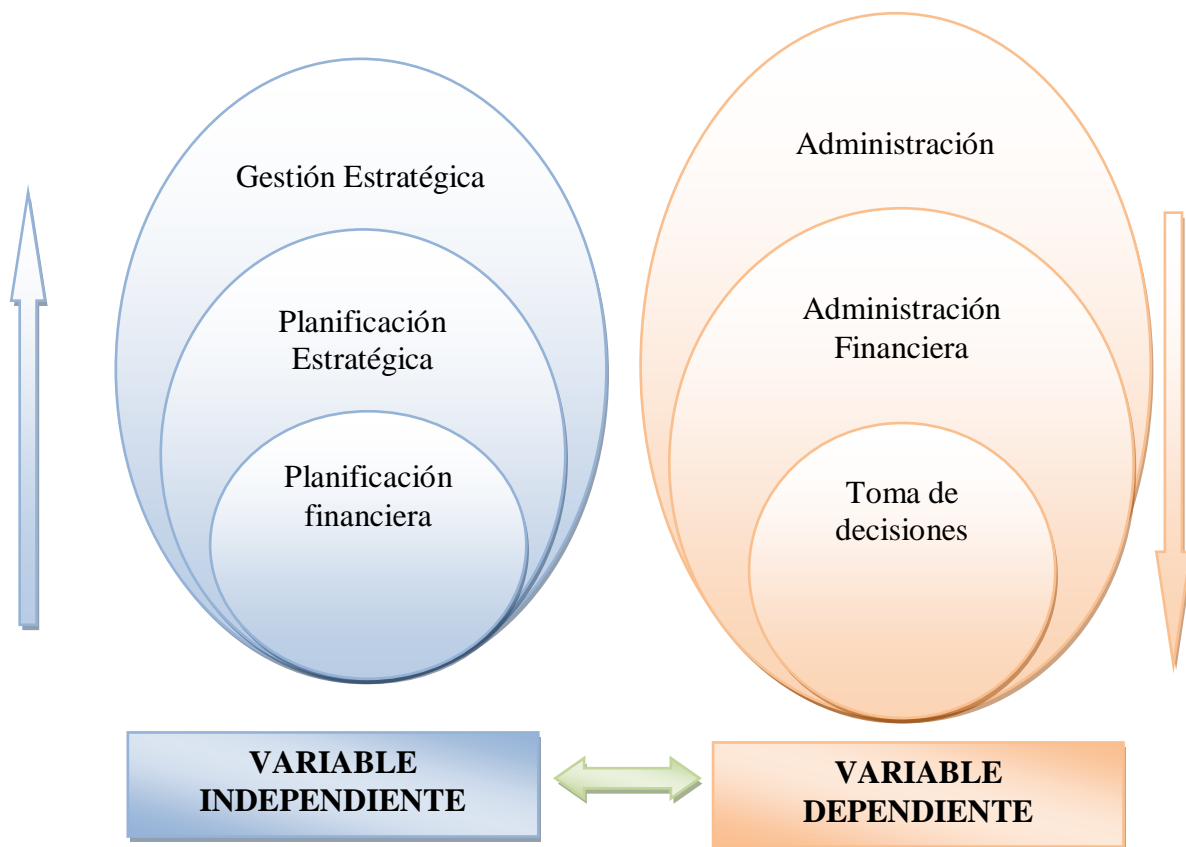 Gestión Estratégica
Planificación
Estratégica
Planificación
financiera
Administración
Administración
Financiera
Toma de
decisiones
VARIABLE
INDEPENDIENTE
VARIABLE
DEPENDIENTE